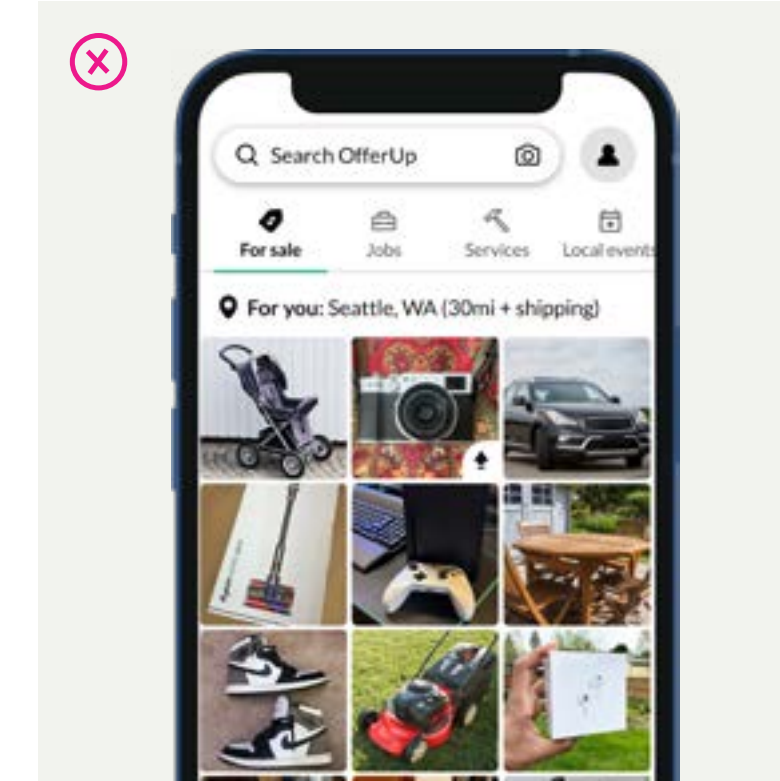 Search OfferUp
For sale
Jobs
Services
Local events
For you: Seattle, WA (30mi + shipping)